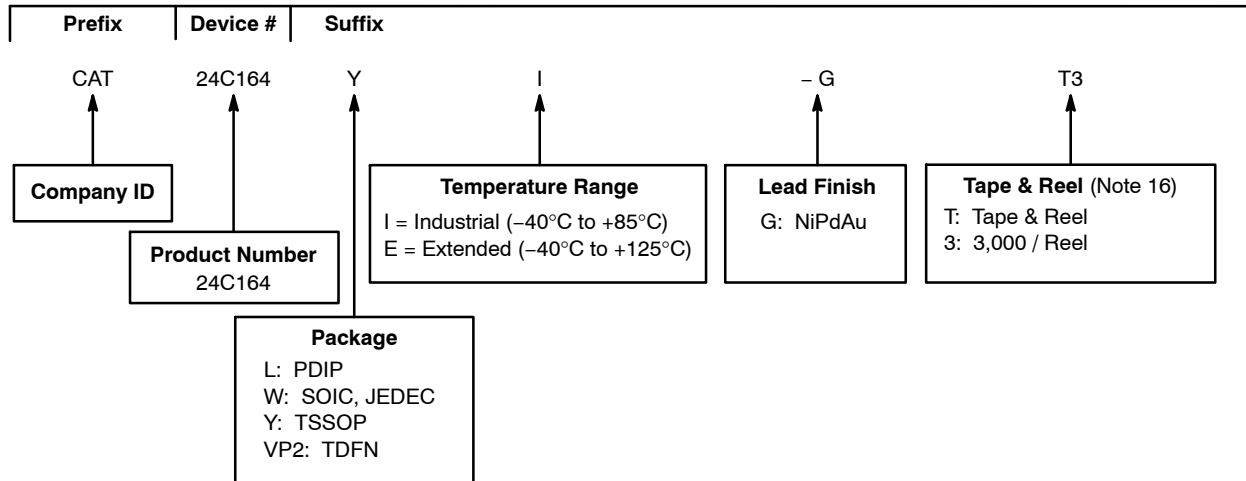 Prefix Device # Suffix
CAT 24C164 Y I – G T3
Company ID
Product Number
24C164
Package
L: PDIP
W: SOIC, JEDEC
Y: TSSOP
VP2: TDFN
Temperature Range
I = Industrial (−40°C to +85°C)
E = Extended (−40°C to +125°C)
Lead Finish
G: NiPdAu
Tape & Reel (Note 16)
T: Tape & Reel
3: 3,000 / Reel